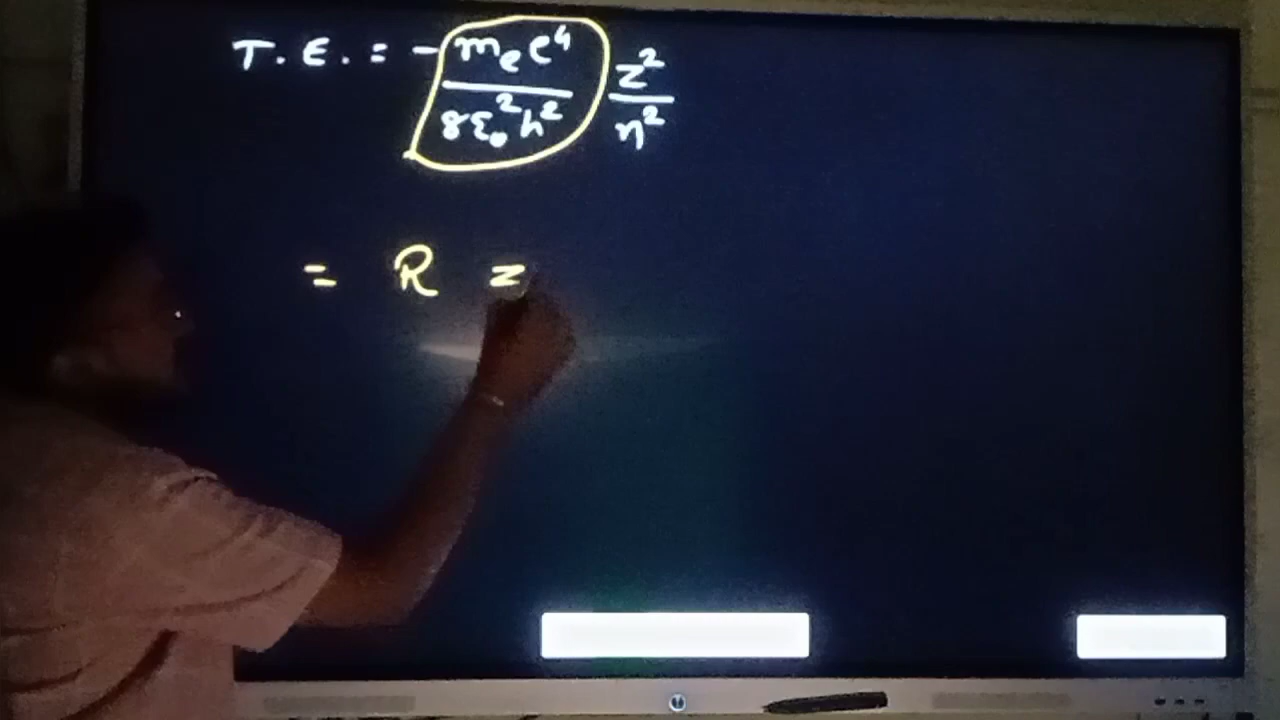 T.E. = - mₑe⁴/8ε₀²h² z²/n²
= R z